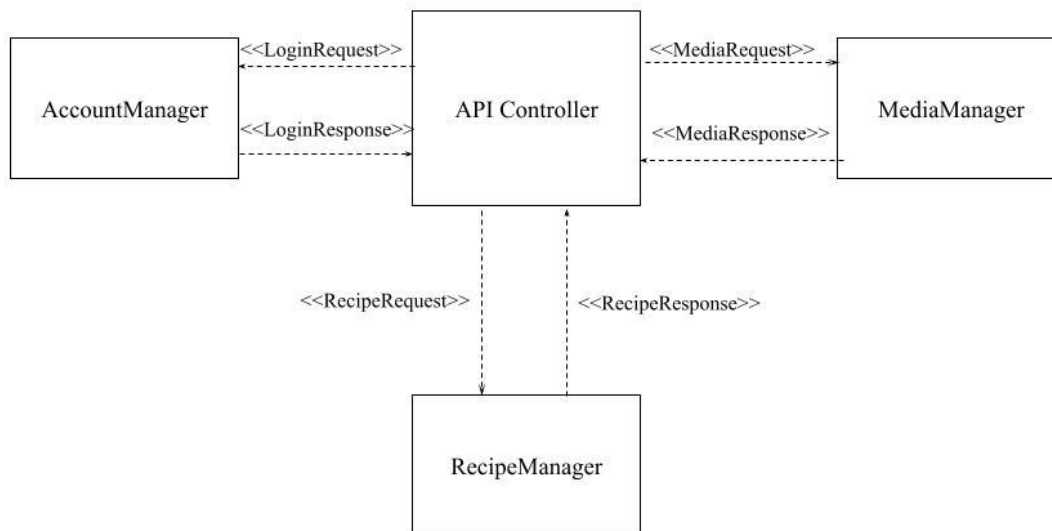 <<LoginRequest>>
<<MediaRequest>>
AccountManager
API Controller
MediaManager
<<LoginResponse>>
<<MediaResponse>>
<<RecipeRequest>>
<<RecipeResponse>>
RecipeManager